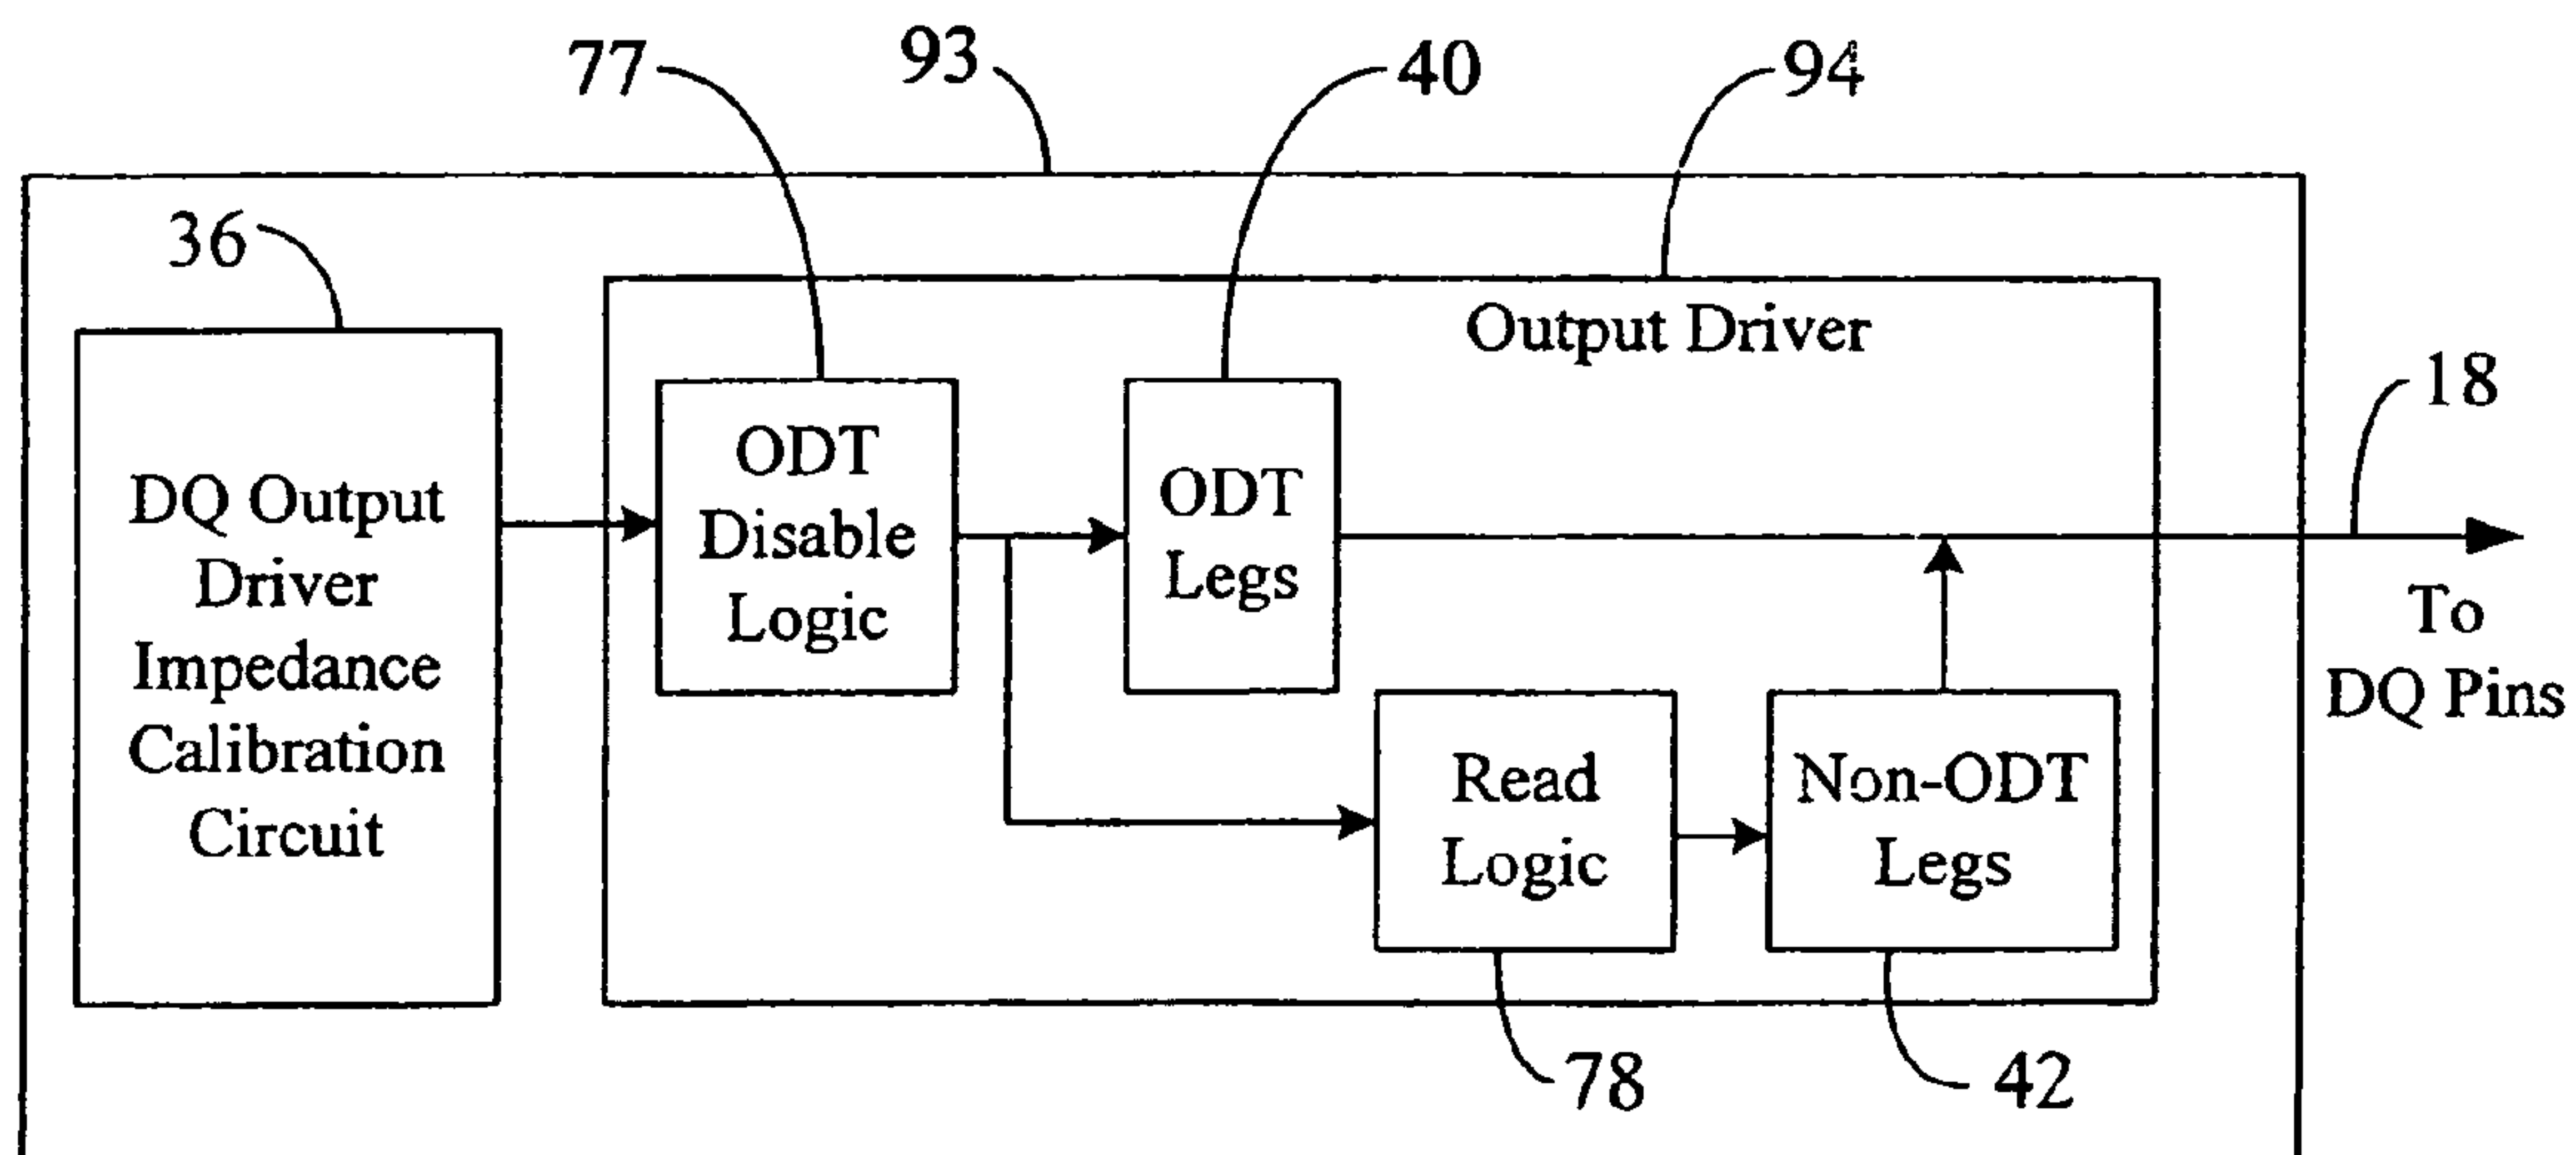 77
93
40
94
36
Output Driver
18
DQ Output
Driver
Impedance
Calibration
Circuit
ODT
Disable
Logic
ODT
Legs
To
DQ Pins
Read
Logic
Non-ODT
Legs
78
42